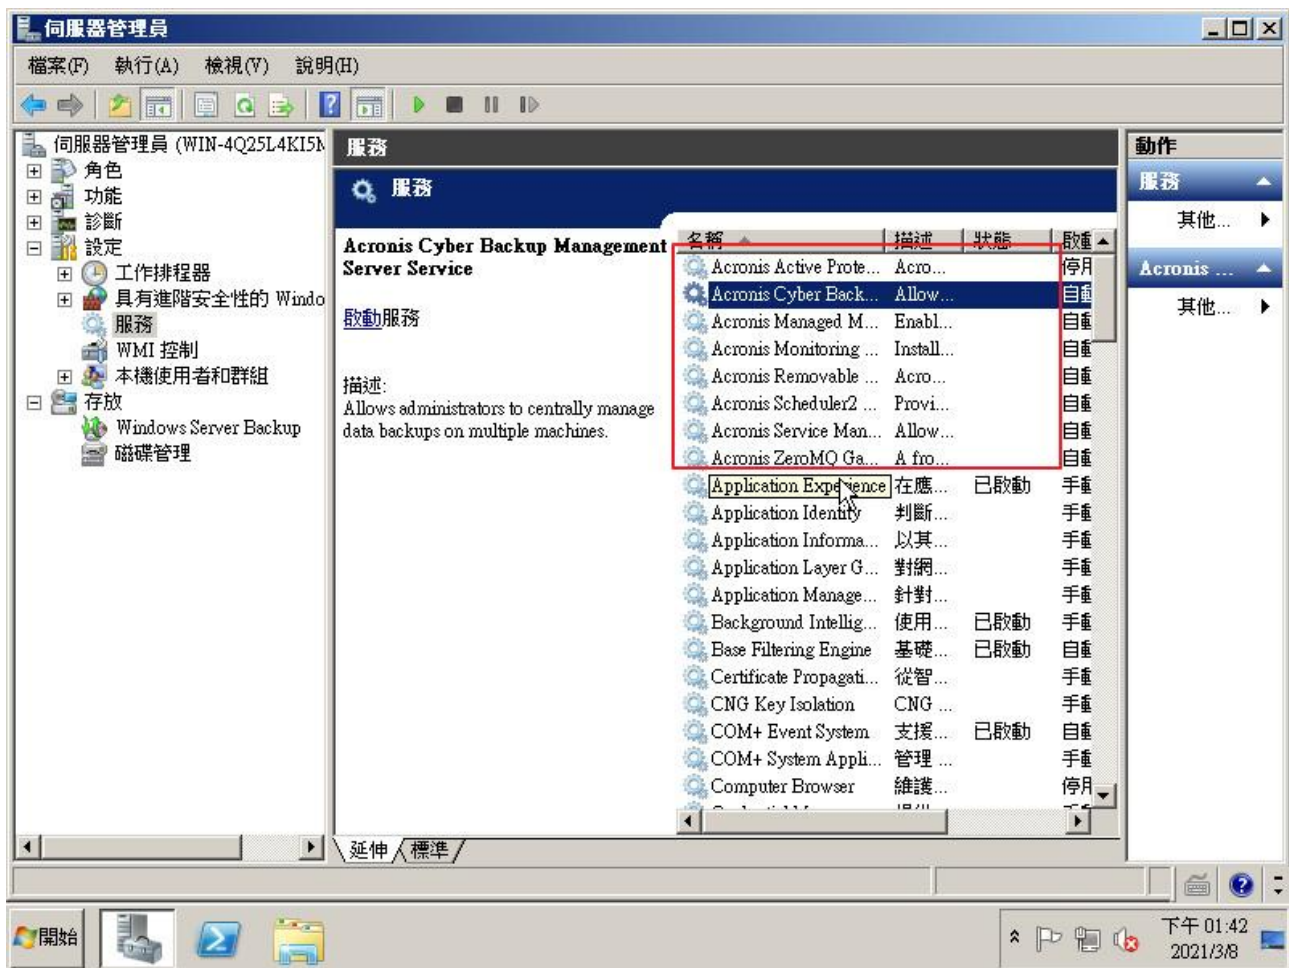 伺服器管理員
檔案(F) 執行(A) 檢視(V) 說明(H)
伺服器管理員 (WIN-4Q25L4KI5N
角色
功能
診斷
設定
工作排程器
具有進階安全性的 Windo
服務
WMI 控制
本機使用者和群組
存放
Windows Server Backup
磁碟管理
服務
服務
Acronis Cyber Backup Management
Server Service
啟動服務
描述:
Allows administrators to centrally manage
data backups on multiple machines.
名稱 描述 狀態 啟動
Acronis Active Prote... Acro... 停用
Acronis Cyber Back... Allow... 自動
Acronis Managed M... Enabl... 自動
Acronis Monitoring ... Install... 自動
Acronis Removable ... Acro... 自動
Acronis Scheduler2 ... Provi... 自動
Acronis Service Man... Allow... 自動
Acronis ZeroMQ Ga... A fro... 自動
Application Experience 在應... 已啟動 手動
Application Identity 判斷... 手動
Application Informa... 以其... 手動
Application Layer G... 對網... 手動
Application Manage... 針對... 手動
Background Intellig... 使用... 已啟動 手動
Base Filtering Engine 基礎... 已啟動 自動
Certificate Propagati... 從智... 手動
CNG Key Isolation CNG ... 手動
COM+ Event System 支援... 已啟動 自動
COM+ System Appli... 管理 ... 手動
Computer Browser 維護... 停用
延伸 標準
動作
服務
其他...
Acronis ...
其他...
開始
下午 01:42
2021/3/8